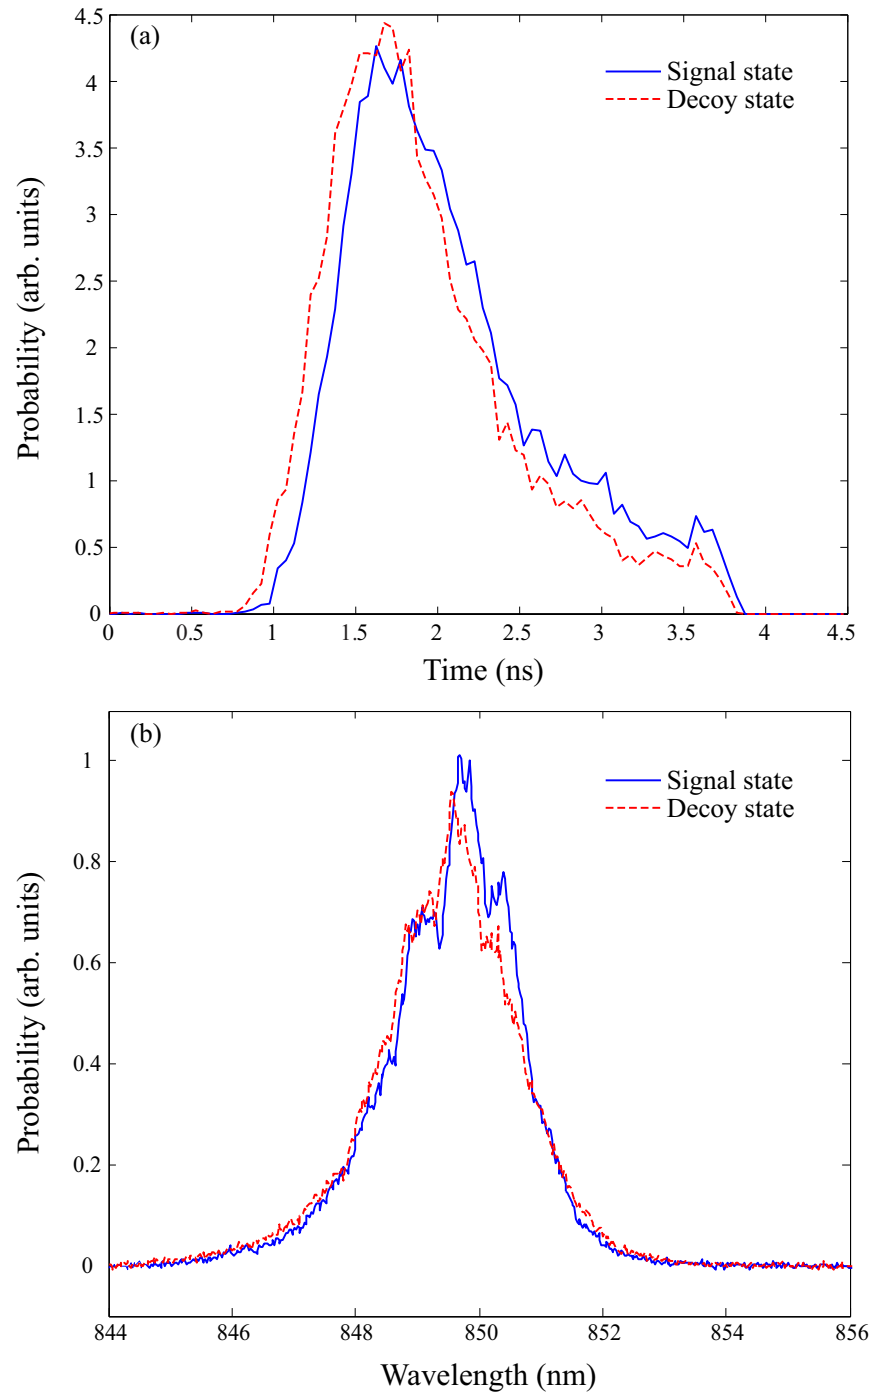 (a)
Signal state
Decoy state
4.5
4
3.5
3
2.5
2
1.5
1
0.5
0
Probability (arb. units)
0 0.5 1 1.5 2 2.5 3 3.5 4 4.5
Time (ns)
(b)
Signal state
Decoy state
1
0.8
0.6
0.4
0.2
0
Probability (arb. units)
844 846 848 850 852 854 856
Wavelength (nm)